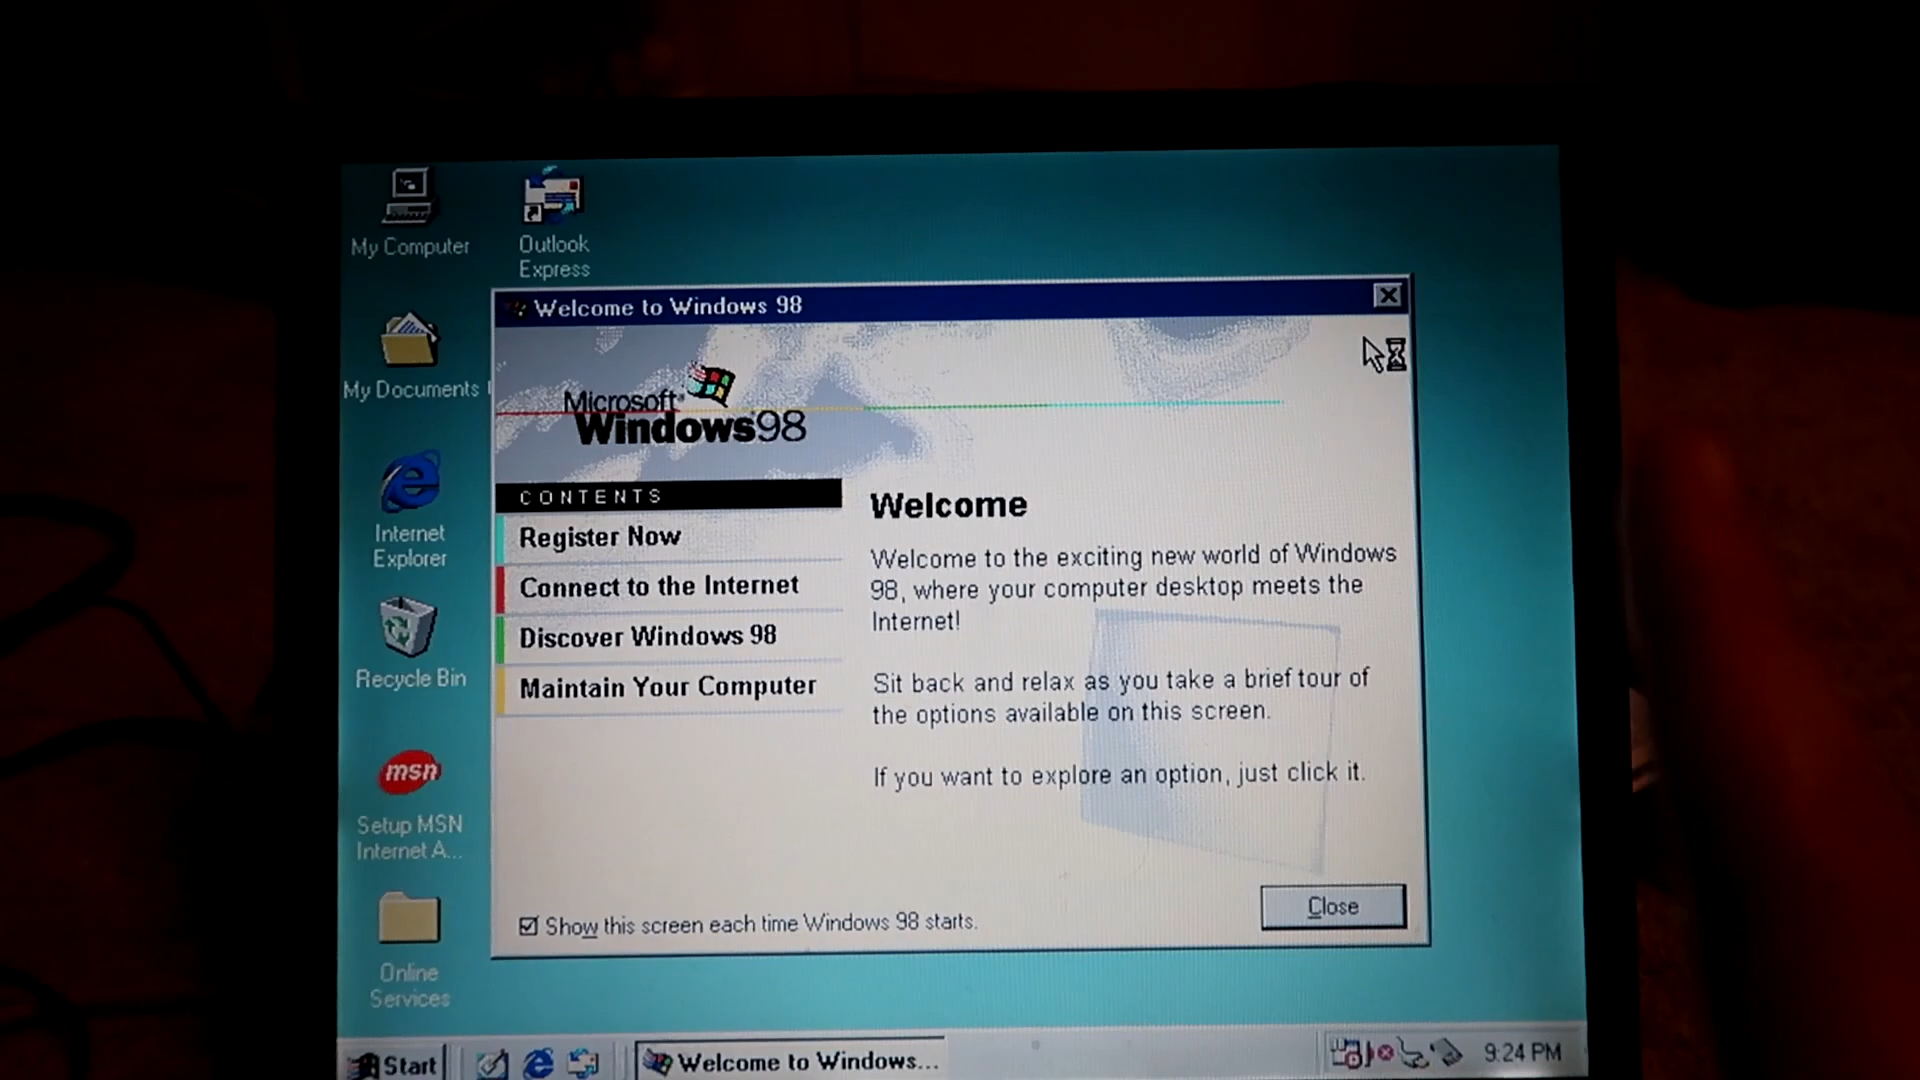 My Computer
Outlook
Express
My Documents
Internet
Explorer
Recycle Bin
msn
Setup MSN
Internet A...
Online
Services
Welcome to Windows 98
Microsoft
Windows98
CONTENTS
Register Now
Connect to the Internet
Discover Windows 98
Maintain Your Computer
Welcome
Welcome to the exciting new world of Windows
98, where your computer desktop meets the
Internet!
Sit back and relax as you take a brief tour of
the options available on this screen.
If you want to explore an option, just click it.
Show this screen each time Windows 98 starts.
Close
Start
Welcome to Windows...
9:24 PM